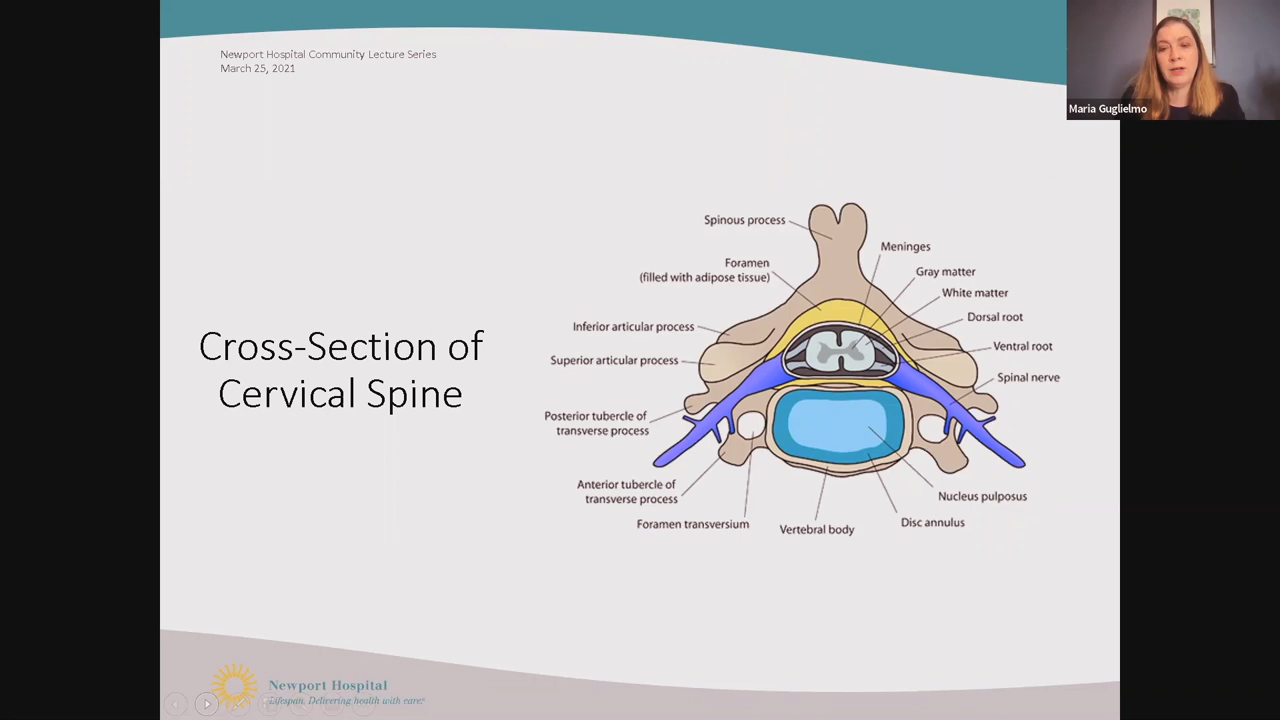 Newport Hospital Community Lecture Series
March 25, 2021
Maria Guglielmo
Cross-Section of
Cervical Spine
Spinous process
Foramen
(filled with adipose tissue)
Inferior articular process
Superior articular process
Posterior tubercle of
transverse process
Anterior tubercle of
transverse process
Foramen transversium
Vertebral body
Disc annulus
Nucleus pulposus
Spinal nerve
Ventral root
Dorsal root
White matter
Gray matter
Meninges
Newport Hospital
Lifespan. Delivering health with care.®